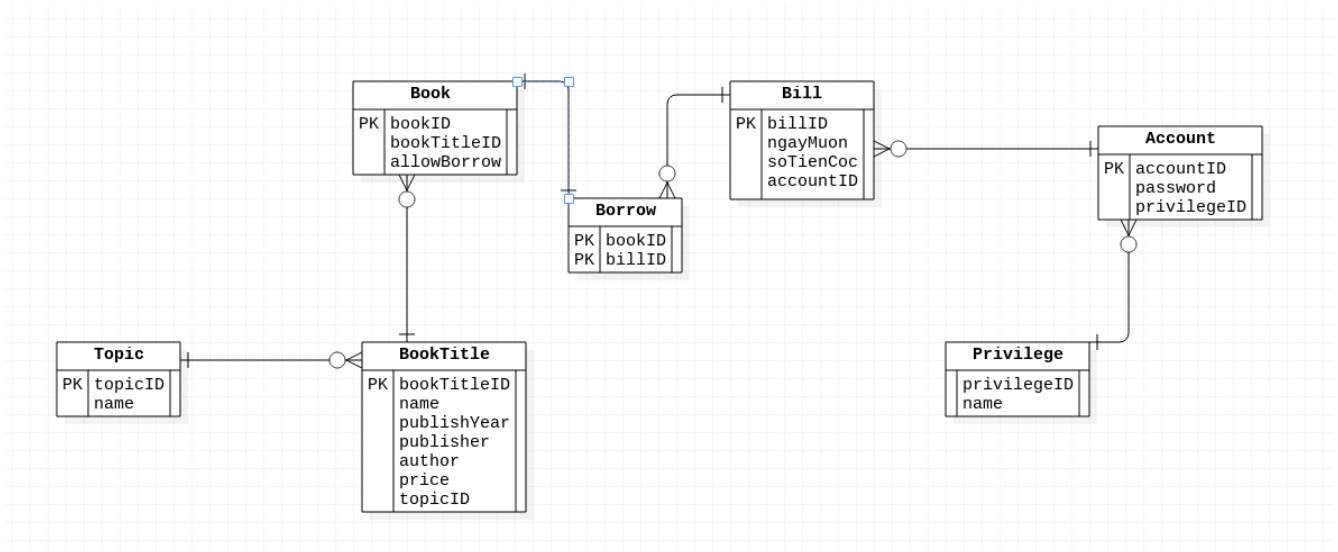 Book
PK bookID
bookTitleID
allowBorrow
Bill
PK billID
ngayMuon
soTienCoc
accountID
Account
PK accountID
password
privilegeID
Borrow
PK bookID
PK billID
Topic
PK topicID
name
BookTitle
PK bookTitleID
name
publishYear
publisher
author
price
topicID
Privilege
privilegeID
name